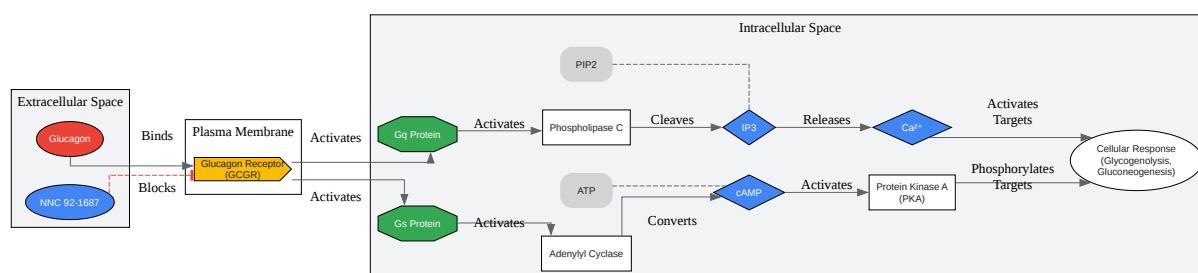 Intracellular Space
PIP2
Extracellular Space
Glucagon
NNC 92-1687
Binds
Blocks
Plasma Membrane
Glucagon Receptor
(GCGR)
Activates
Activates
Gq Protein
Activates
Phospholipase C
Cleaves
IP3
Releases
Ca²⁺
Activates
Targets
ATP
Gs Protein
Activates
Adenylyl Cyclase
Converts
cAMP
Activates
Protein Kinase A
(PKA)
Phosphorylates
Targets
Cellular Response
(Glycogenolysis,
Gluconeogenesis)